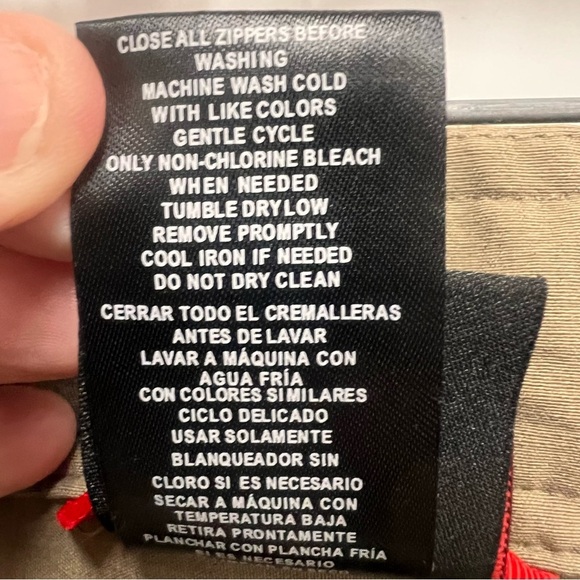 CLOSE ALL ZIPPERS BEFORE
WASHING
MACHINE WASH COLD
WITH LIKE COLORS
GENTLE CYCLE
ONLY NON-CHLORINE BLEACH
WHEN NEEDED
TUMBLE DRY LOW
REMOVE PROMPTLY
COOL IRON IF NEEDED
DO NOT DRY CLEAN
CERRAR TODO EL CREMALLERAS
ANTES DE LAVAR
LAVAR A MÁQUINA CON
AGUA FRÍA
CON COLORES SIMILARES
CICLO DELICADO
USAR SOLAMENTE
BLANQUEADOR SIN
CLORO SI ES NECESARIO
SECAR A MÁQUINA CON
TEMPERATURA BAJA
RETIRA PRONTAMENTE
PLANCHAR CON PLANCHA FRÍA
SI ES NECESARIO